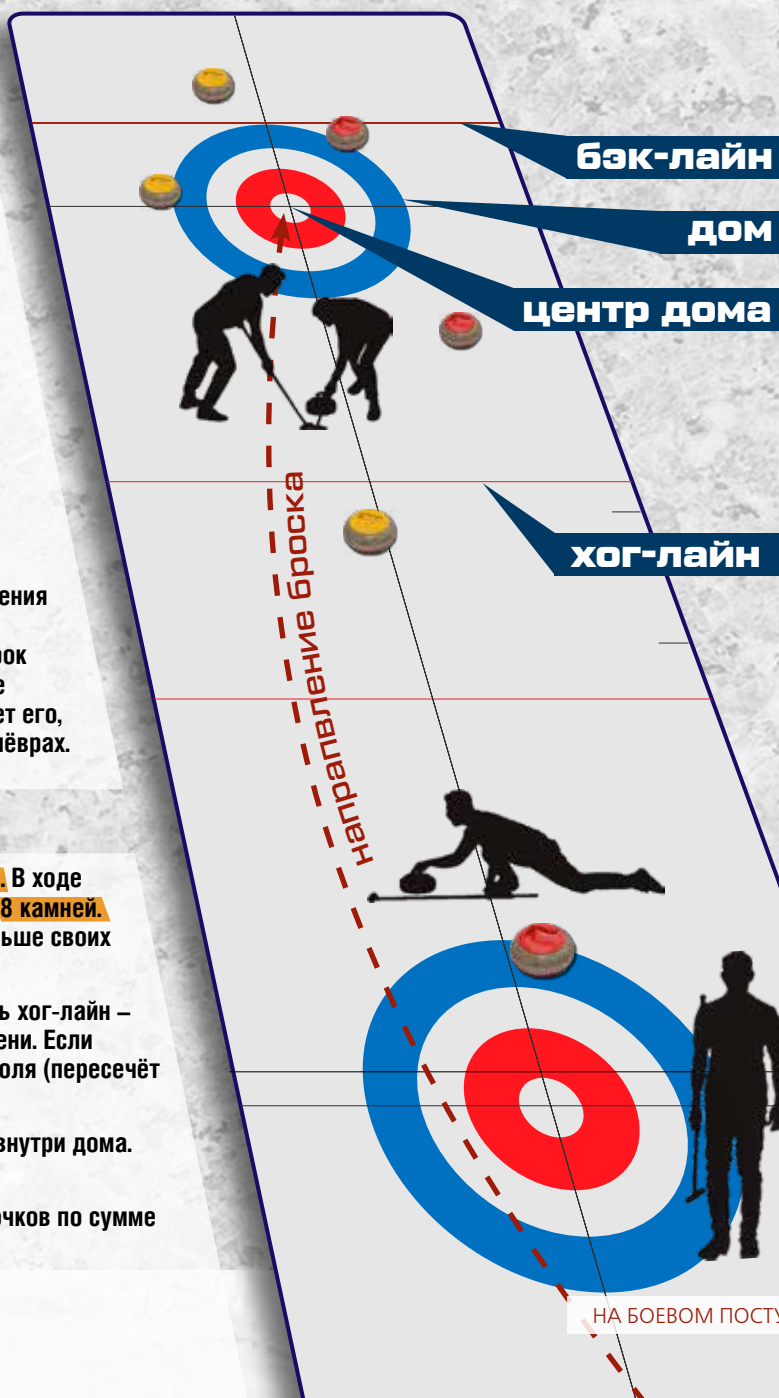 бэк-лайн
дом
центр дома
хог-лайн
направление броска
ения
рок
е
ет его,
нёврах.
. В ходе
8 камней.
ьше своих
ь хог-лайн –
ени. Если
оля (пересечёт
внутри дома.
очков по сумме
НА БОЕВОМ ПОСТУ